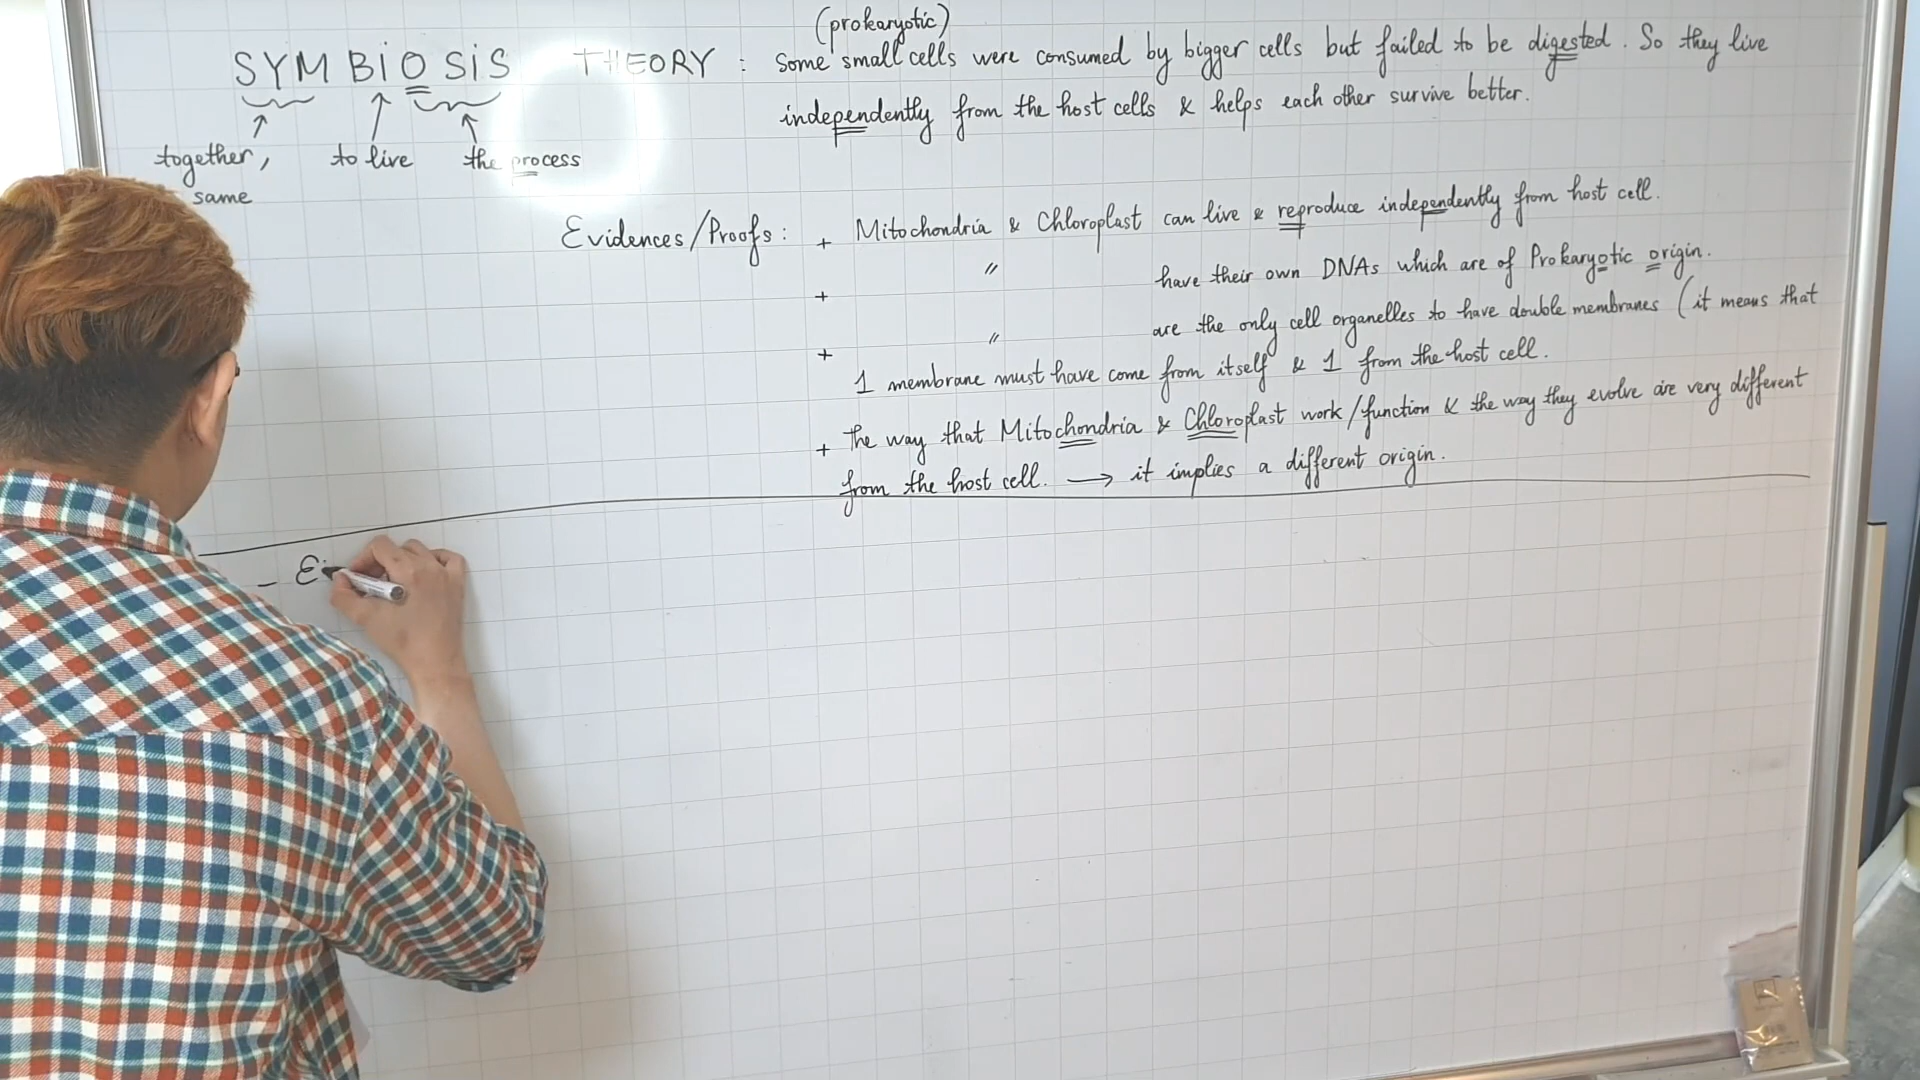 (prokaryotic)
SYMBiOSiS THEORY : Some small cells were consumed by bigger cells but failed to be digested. So they live
independently from the host cells & helps each other survive better.
together, to live the process
same
Evidences/Proofs: + Mitochondria & Chloroplast can live & reproduce independently from host cell.
+ " have their own DNAs which are of Prokaryotic origin.
+ " are the only cell organelles to have double membranes (it means that
1 membrane must have come from itself & 1 from the host cell.
+ the way that Mitochondria & Chloroplast work/function & the way they evolve are very different
from the host cell. → it implies a different origin.